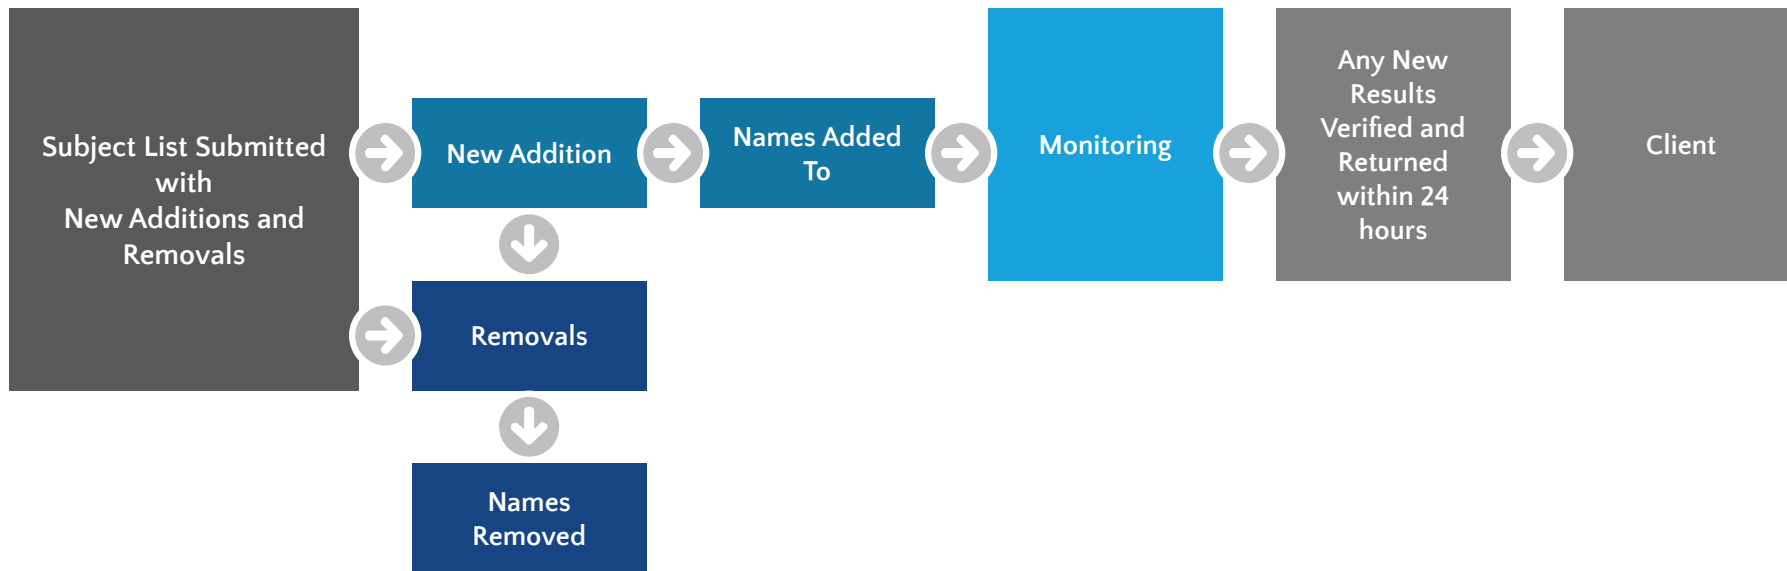 Subject List Submitted
with
New Additions and
Removals
New Addition
Names Added
To
Monitoring
Any New
Results
Verified and
Returned
within 24
hours
Client
Removals
Names
Removed